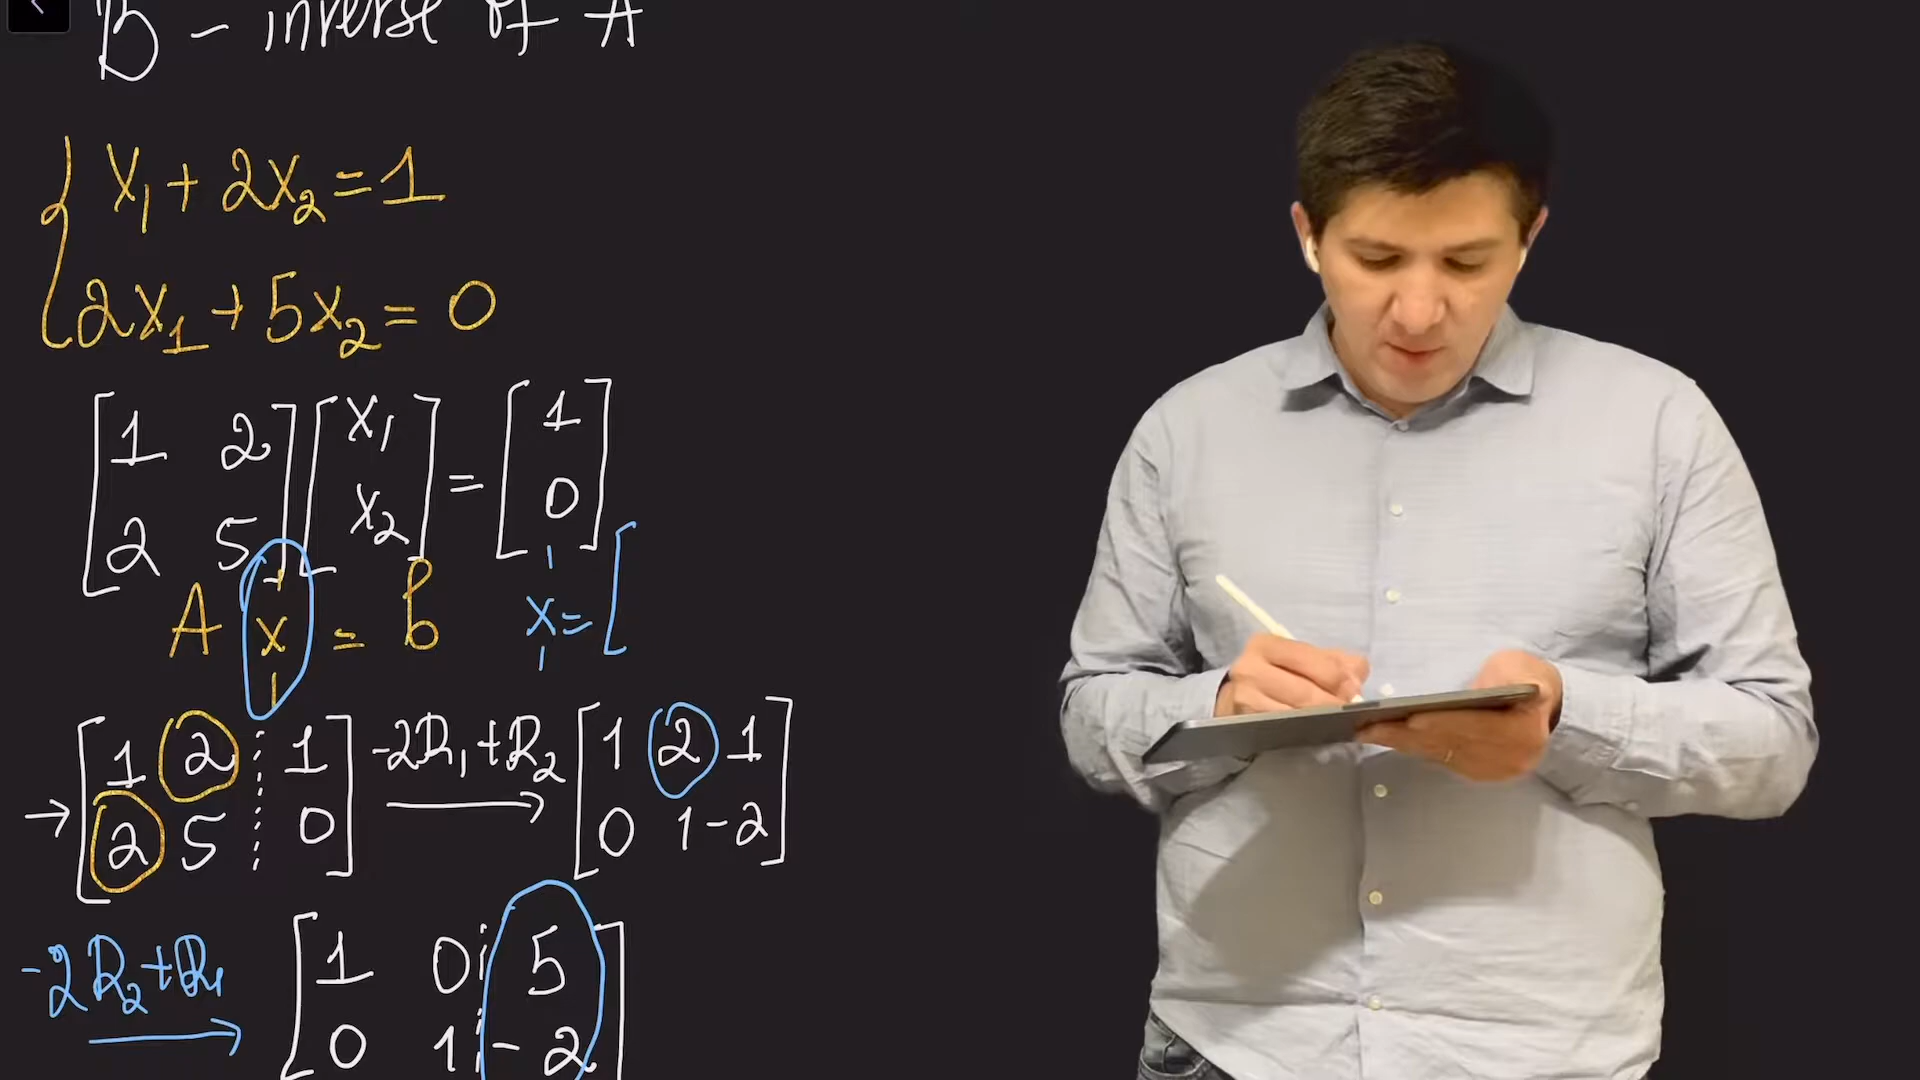 B - inverse of A
x₁ + 2x₂ = 1
2x₁ + 5x₂ = 0
[1 2] [x₁] = [1]
[2 5] [x₂] [0]
A x = b x = [
→ [1 2 ⋮ 1] -2R₁+R₂ → [1 2 1]
[2 5 ⋮ 0] [0 1 -2]
-2R₂+R₁ → [1 0 ⋮ 5]
[0 1 ⋮ -2]